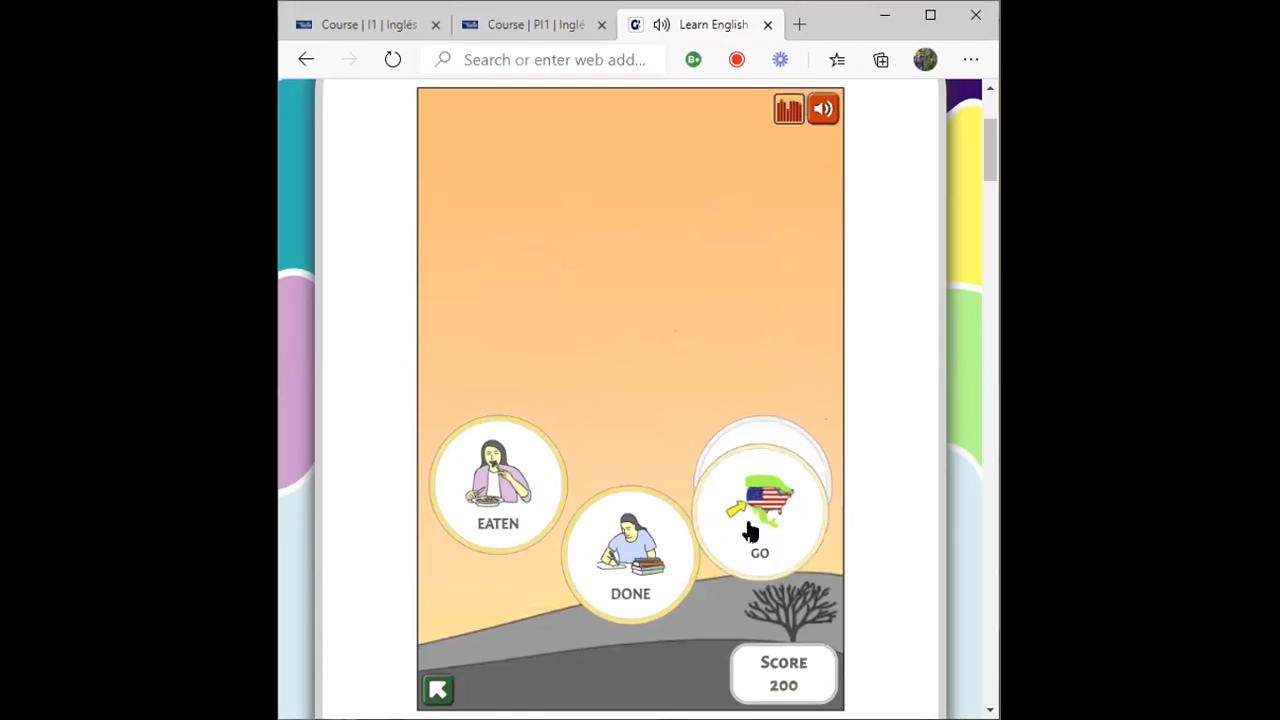 Course | I1 | Inglés
Course | PI1 | Inglé
Learn English
Search or enter web add...
B+
EATEN
DONE
GO
SCORE
200